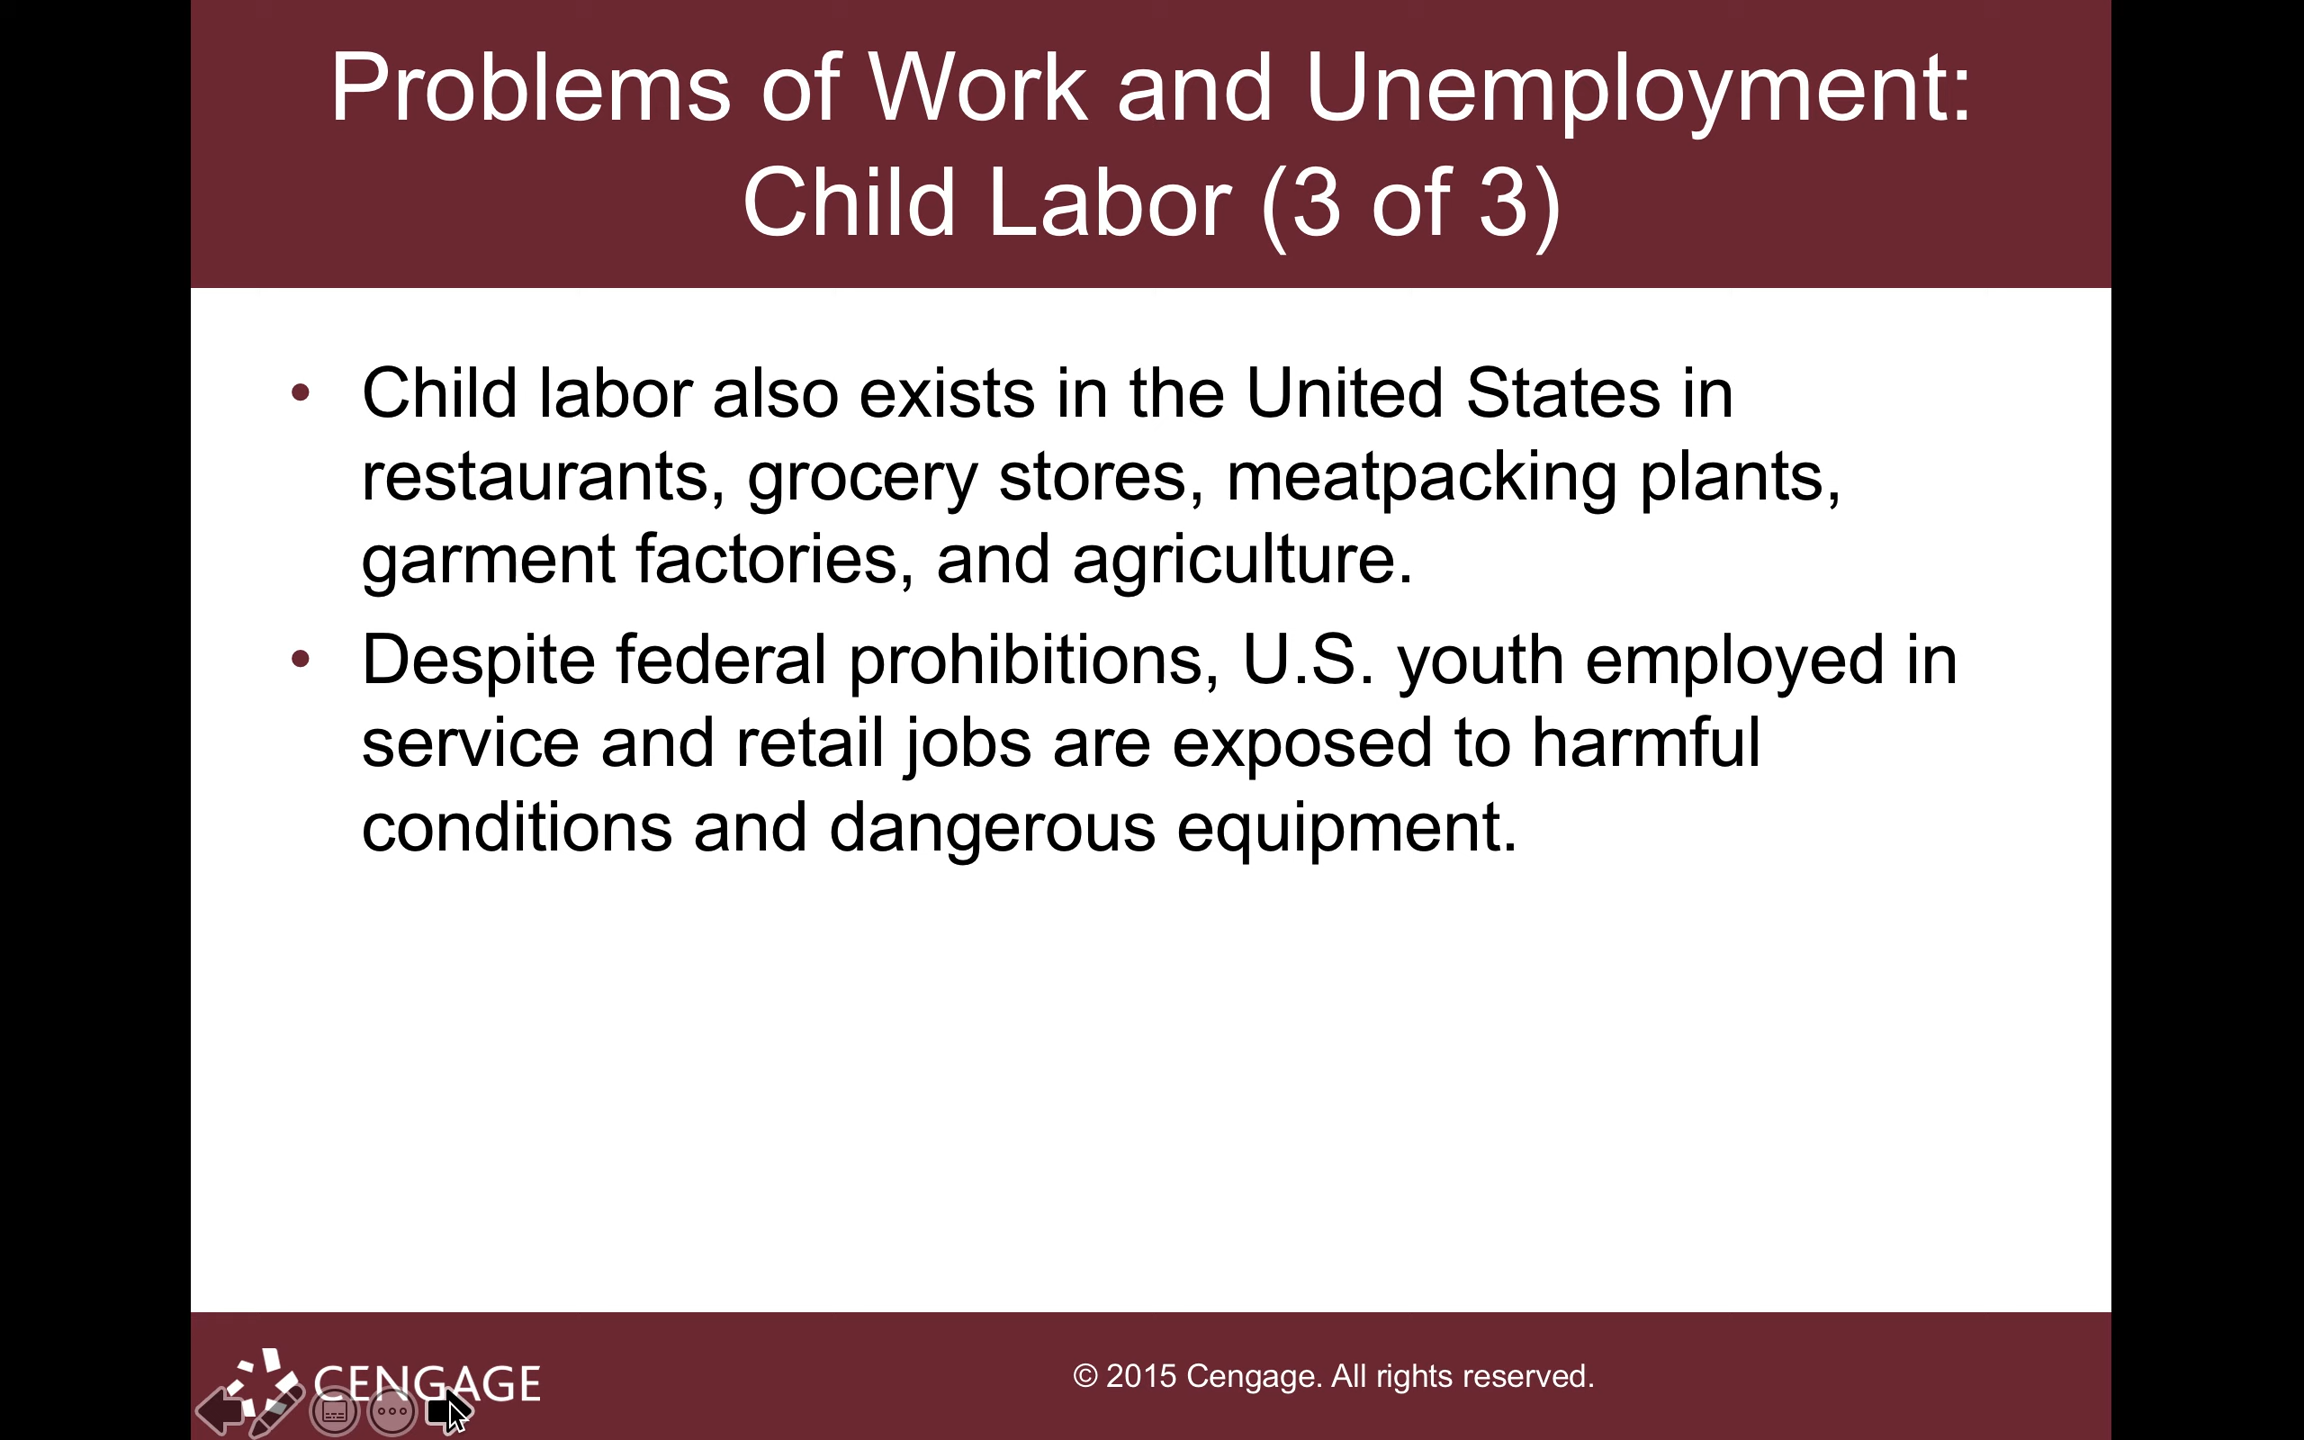 Problems of Work and Unemployment:
Child Labor (3 of 3)
• Child labor also exists in the United States in
restaurants, grocery stores, meatpacking plants,
garment factories, and agriculture.
• Despite federal prohibitions, U.S. youth employed in
service and retail jobs are exposed to harmful
conditions and dangerous equipment.
CENGAGE
© 2015 Cengage. All rights reserved.